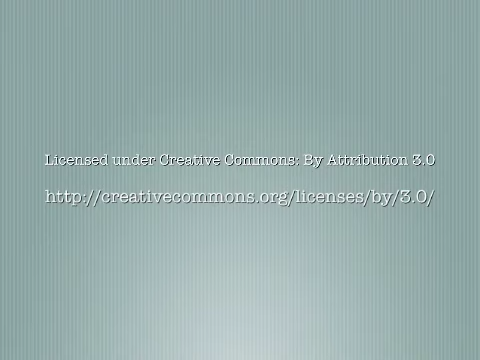 Licensed under Creative Commons: By Attribution 3.0
http://creativecommons.org/licenses/by/3.0/